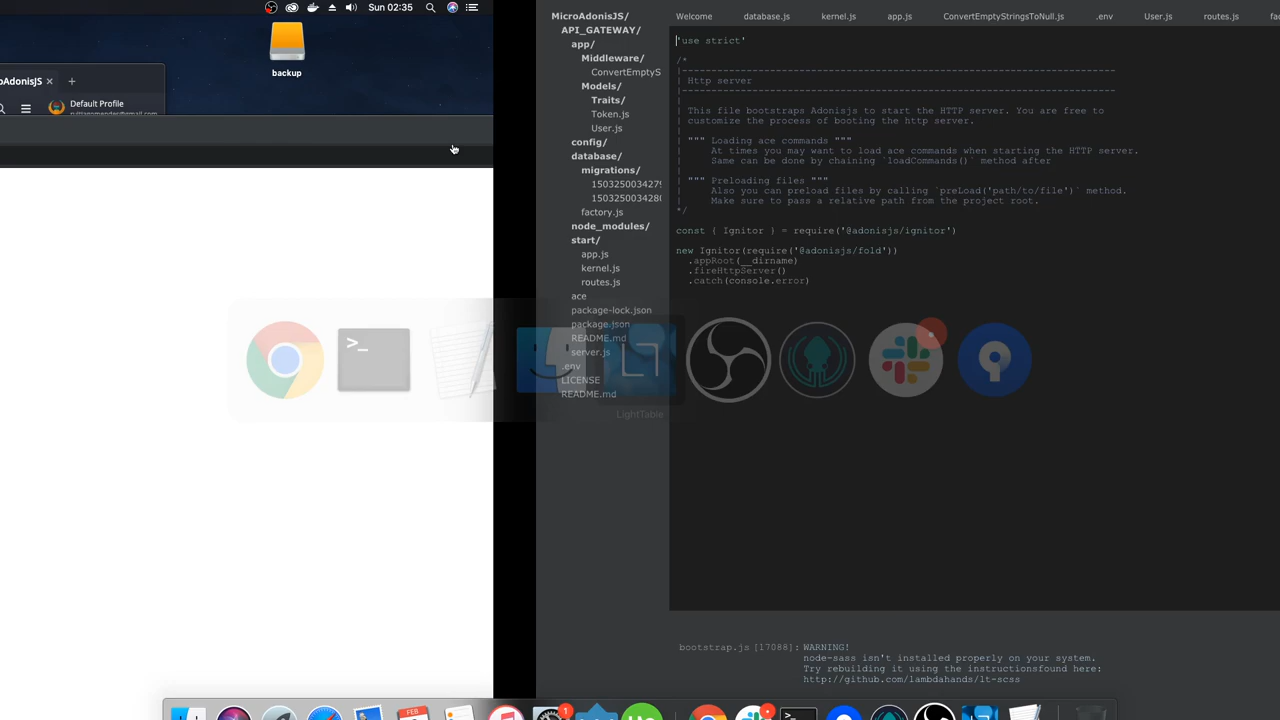 Sun 02:35
backup
oAdonisJS
Default Profile
MicroAdonisJS/
API_GATEWAY/
app/
Middleware/
ConvertEmptyS
Models/
Traits/
Token.js
User.js
config/
database/
migrations/
1503250034279
1503250034280
factory.js
node_modules/
start/
app.js
kernel.js
routes.js
ace
package-lock.json
package.json
README.md
server.js
.env
LICENSE
README.md
Welcome database.js kernel.js app.js ConvertEmptyStringsToNull.js .env User.js routes.js fac
'use strict'
/*
|--------------------------------------------------------------------------
| Http server
|--------------------------------------------------------------------------
|
| This file bootstraps Adonisjs to start the HTTP server. You are free to
| customize the process of booting the http server.
|
| """ Loading ace commands """
| At times you may want to load ace commands when starting the HTTP server.
| Same can be done by chaining `loadCommands()` method after
|
| """ Preloading files """
| Also you can preload files by calling `preLoad('path/to/file')` method.
| Make sure to pass a relative path from the project root.
*/
const { Ignitor } = require('@adonisjs/ignitor')
new Ignitor(require('@adonisjs/fold'))
.appRoot(__dirname)
.fireHttpServer()
.catch(console.error)
>_
LightTable
bootstrap.js [17088]: WARNING!
node-sass isn't installed properly on your system.
Try rebuilding it using the instructionsfound here:
http://github.com/lambdahands/lt-scss
FEB
1